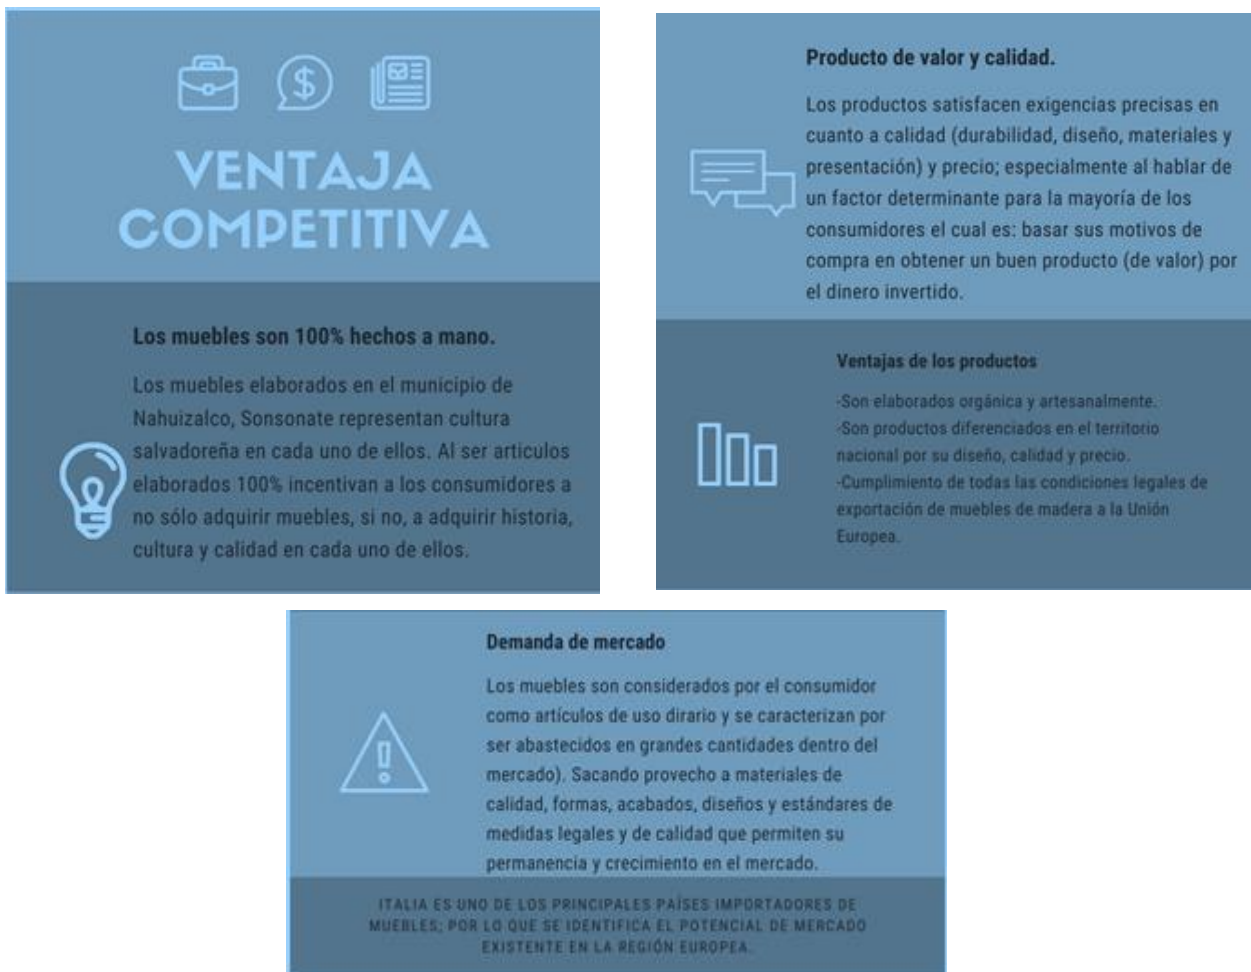 VENTAJA
COMPETITIVA
Los muebles son 100% hechos a mano.
Los muebles elaborados en el municipio de
Nahuizalco, Sonsonate representan cultura
salvadoreña en cada uno de ellos. Al ser articulos
elaborados 100% incentivan a los consumidores a
no sólo adquirir muebles, si no, a adquirir historia,
cultura y calidad en cada uno de ellos.
Producto de valor y calidad.
Los productos satisfacen exigencias precisas en
cuanto a calidad (durabilidad, diseño, materiales y
presentación) y precio; especialmente al hablar de
un factor determinante para la mayoría de los
consumidores el cual es: basar sus motivos de
compra en obtener un buen producto (de valor) por
el dinero invertido.
Ventajas de los productos
-Son elaborados orgánica y artesanalmente.
-Son productos diferenciados en el territorio
nacional por su diseño, calidad y precio.
-Cumplimiento de todas las condiciones legales de
exportación de muebles de madera a la Unión
Europea.
Demanda de mercado
Los muebles son considerados por el consumidor
como artículos de uso dirario y se caracterizan por
ser abastecidos en grandes cantidades dentro del
mercado). Sacando provecho a materiales de
calidad, formas, acabados, diseños y estándares de
medidas legales y de calidad que permiten su
permanencia y crecimiento en el mercado.
ITALIA ES UNO DE LOS PRINCIPALES PAÍSES IMPORTADORES DE
MUEBLES; POR LO QUE SE IDENTIFICA EL POTENCIAL DE MERCADO
EXISTENTE EN LA REGIÓN EUROPEA.